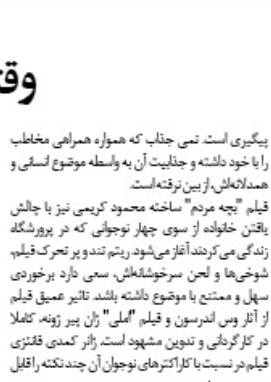 وقت
پیگیری است. تمی جذاب که همواره همراهی مخاطب
را با خود داشته و جذابیت آن به واسطه موضوع انسانی و
همدلانه‌اش، از بین نرفته است.
فیلم "بچه مردم" ساخته محمود کریمی نیز با چالش
یافتن خانواده از سوی چهار نوجوانی که در پرورشگاه
زندگی می‌کردند آغاز می‌شود. ریتم تند و پر تحرک فیلم،
شوخی‌ها و لحن سرخوشانه‌اش، سعی دارد برخوردی
سهل و ممتنع با موضوع داشته باشد. تاثیر عمیق فیلم
از آثار وس اندرسون و فیلم "املی" ژان پیر ژونه، کاملا
در کارگردانی و تدوین مشهود است. ژانر کمدی فانتزی
فیلم در نسبت با کاراکترهای نوجوان آن چند نکته را قابل